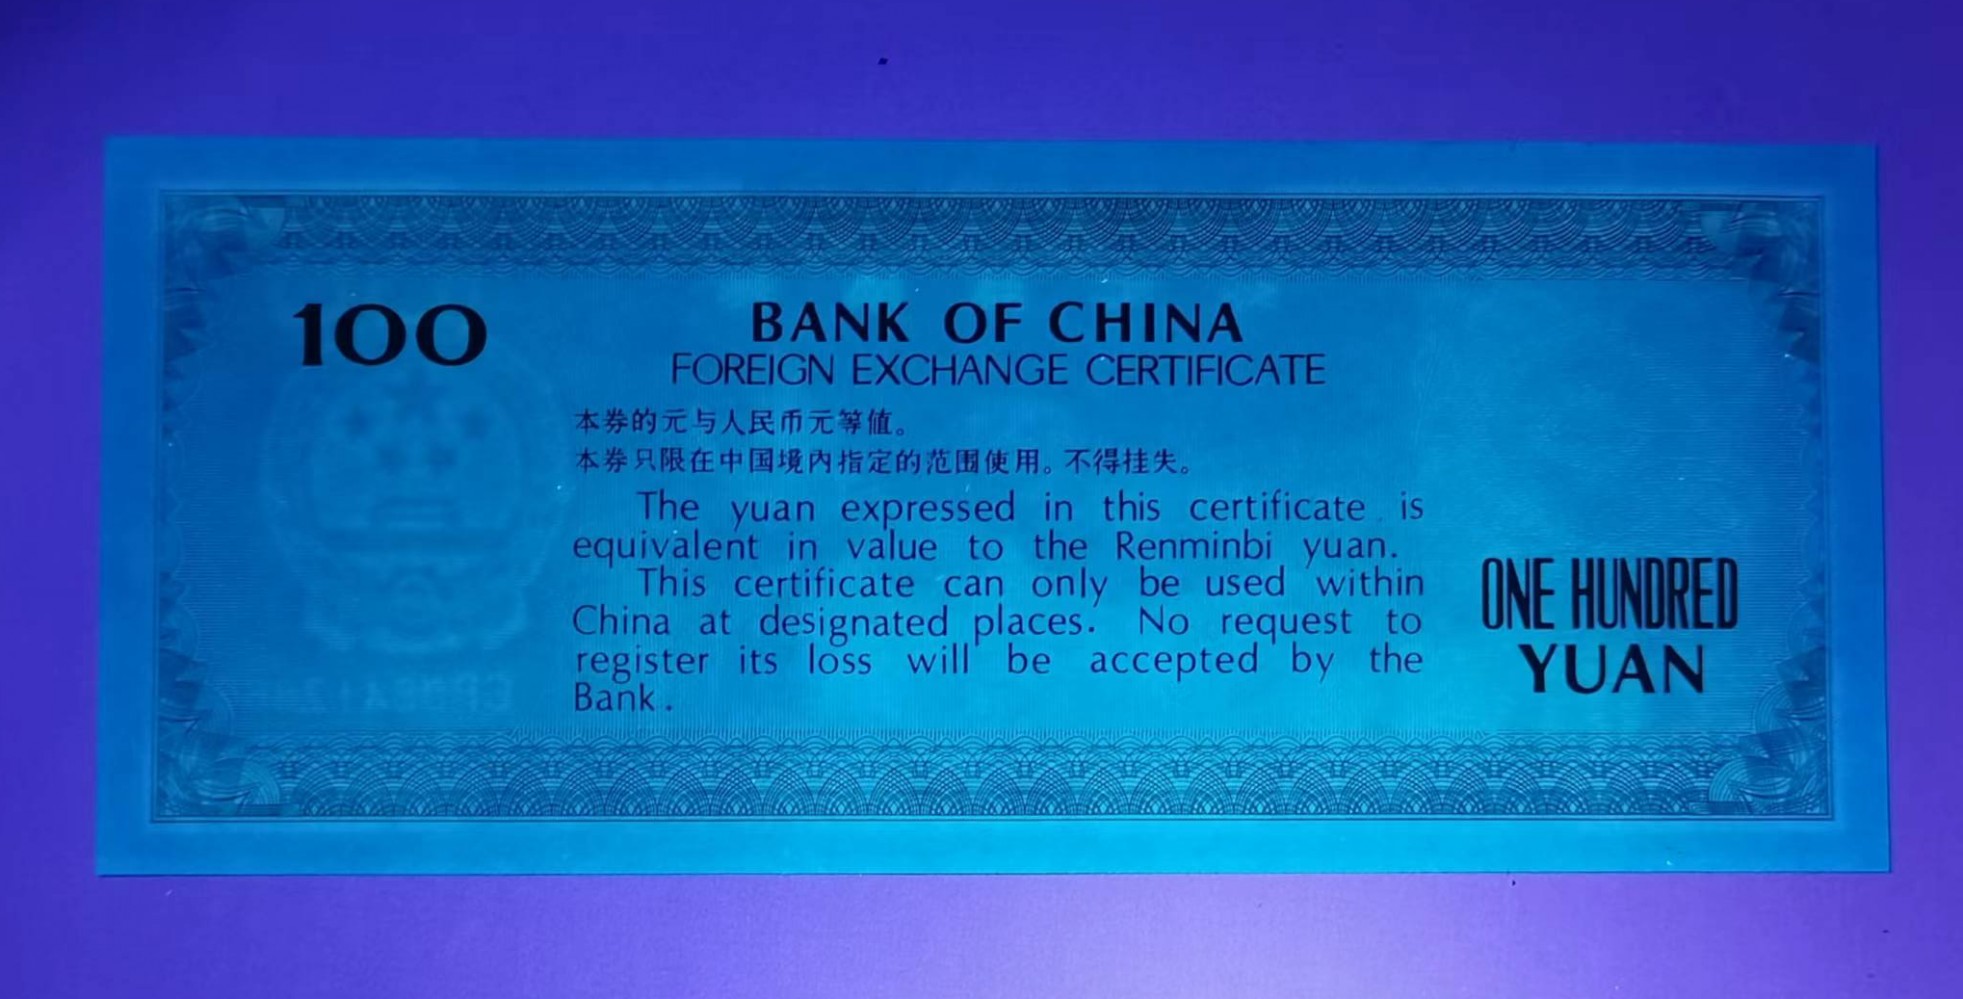 100
BANK OF CHINA
FOREIGN EXCHANGE CERTIFICATE
本券的元与人民币元等值。
本券只限在中国境内指定的范围使用。不得挂失。
The yuan expressed in this certificate is
equivalent in value to the Renminbi yuan.
This certificate can only be used within
China at designated places. No request to
register its loss will be accepted by the
Bank.
ONE HUNDRED
YUAN